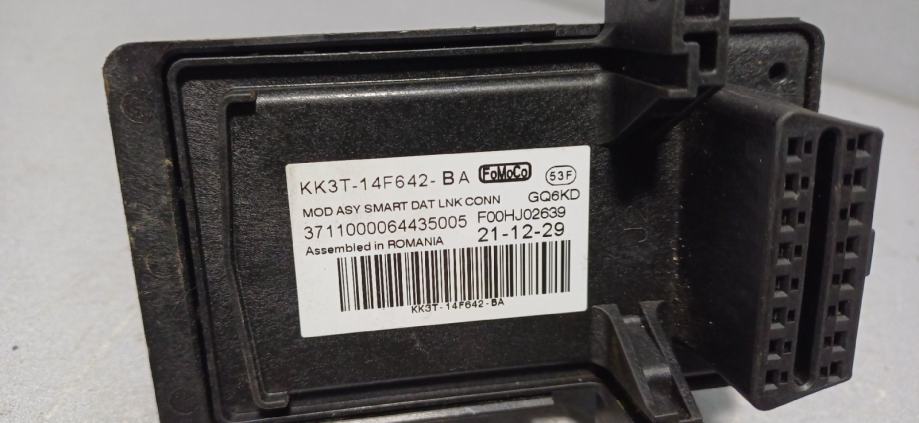 KK3T-14F642-BA FoMoCo 53F
MOD ASY SMART DAT LNK CONN GQ6KD
3711000064435005 F00HJ02639
Assembled in ROMANIA 21-12-29
KK3T-14F642-BA